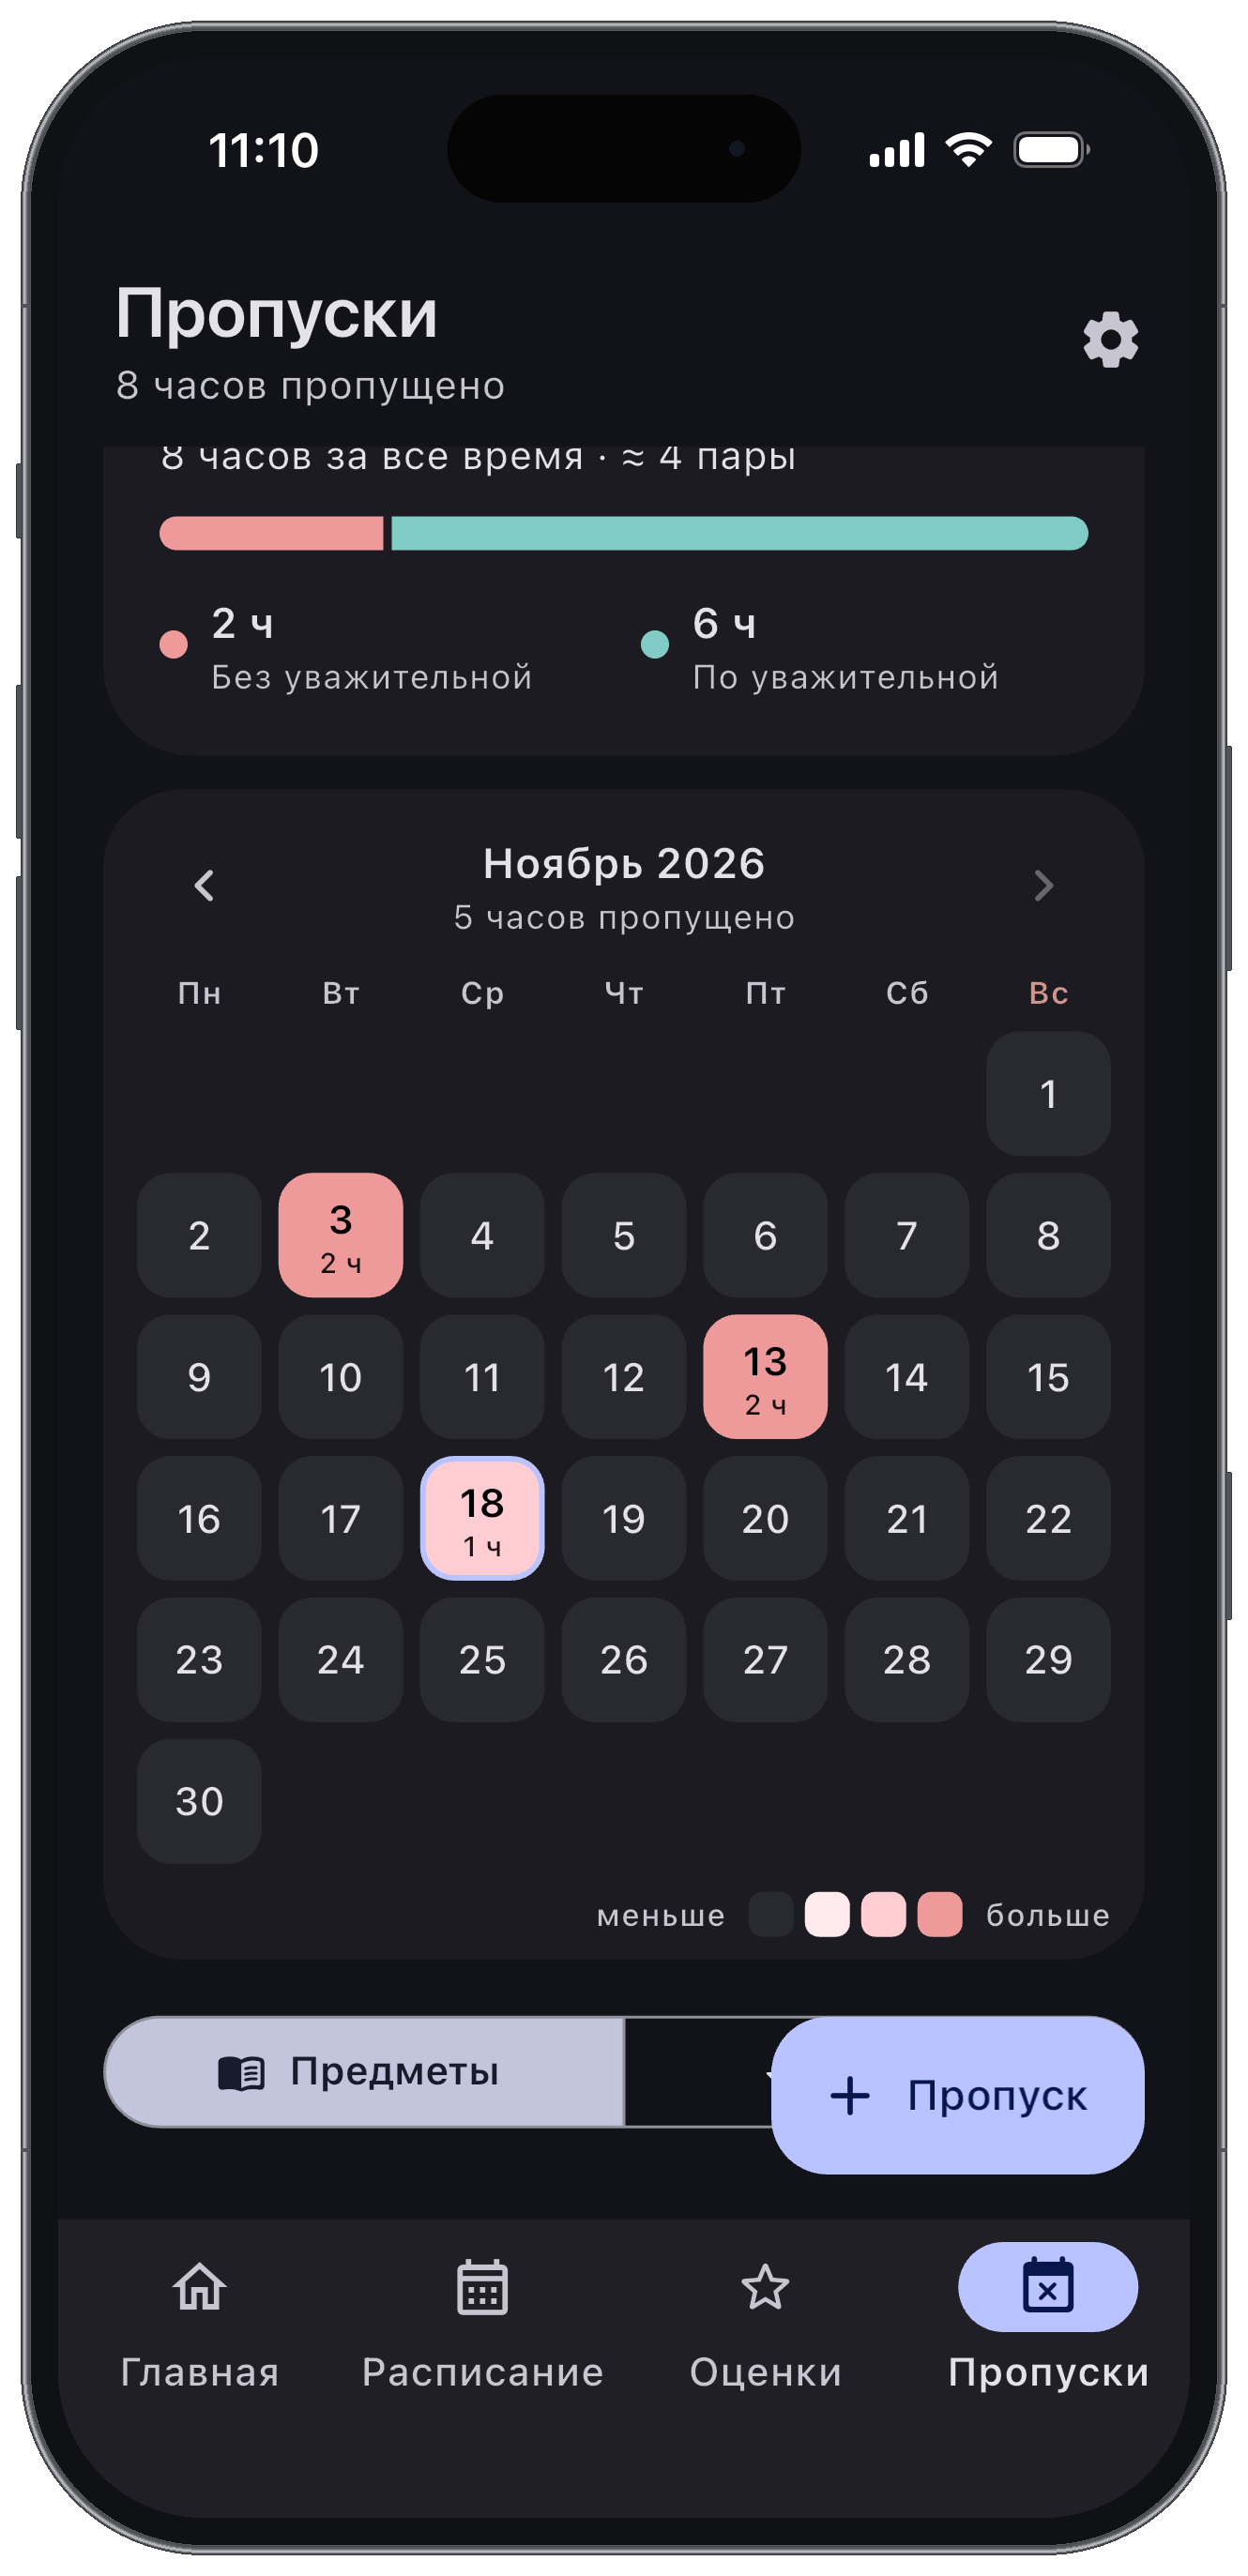 11:10
Пропуски
8 часов пропущено
8 часов за все время · ≈ 4 пары
2 ч
Без уважительной
6 ч
По уважительной
Ноябрь 2026
5 часов пропущено
Пн Вт Ср Чт Пт Сб Вс
1
2 3 4 5 6 7 8
2 ч
9 10 11 12 13 14 15
2 ч
16 17 18 19 20 21 22
1 ч
23 24 25 26 27 28 29
30
меньше больше
Предметы
+ Пропуск
Главная Расписание Оценки Пропуски